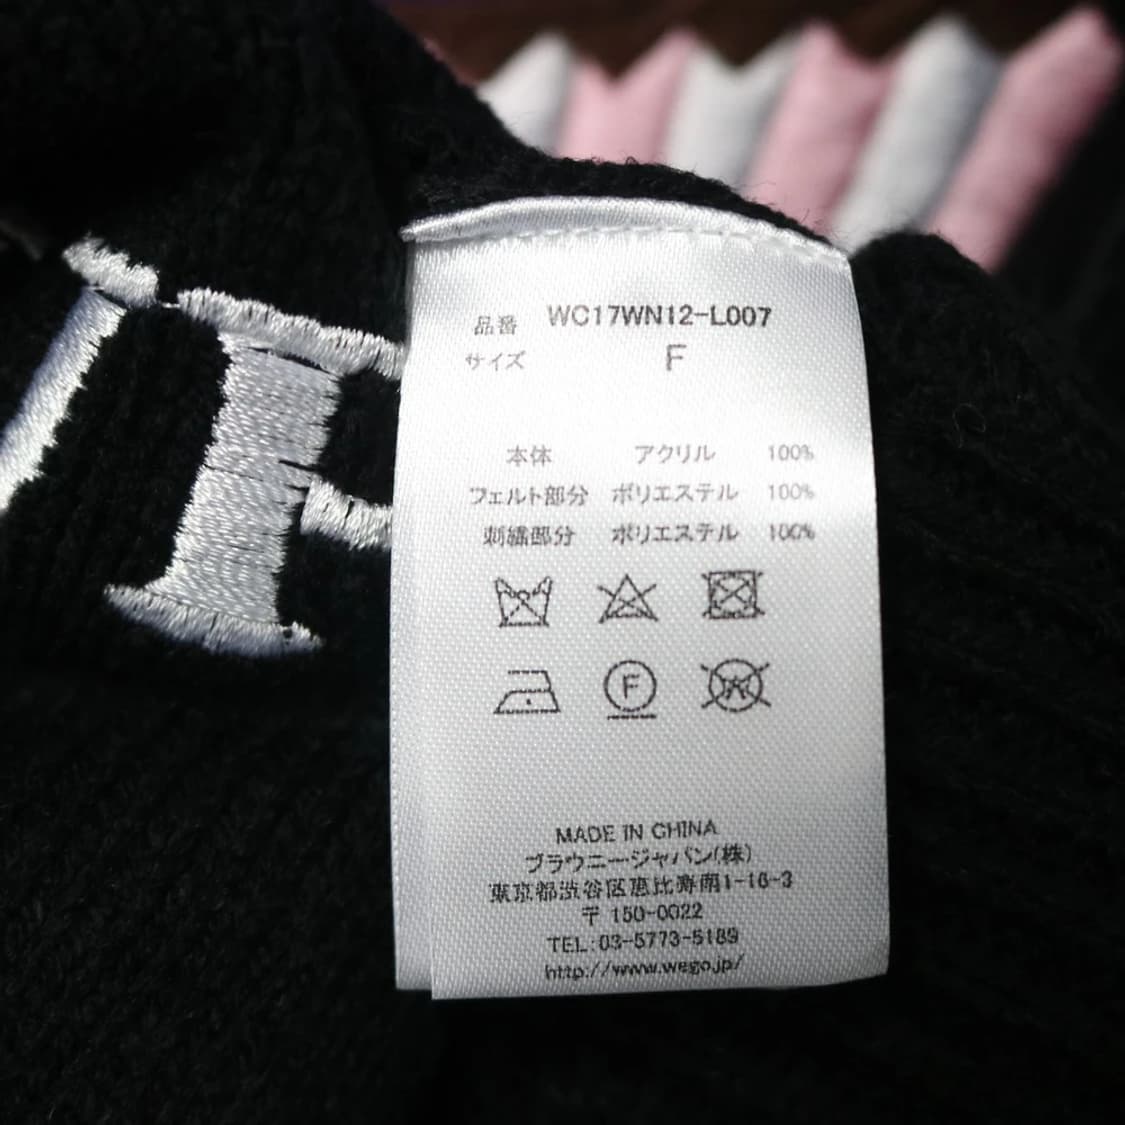 品番 WC17WN12-L007
サイズ F
本体 アクリル 100%
フェルト部分 ポリエステル 100%
刺繍部分 ポリエステル 100%
F
W
MADE IN CHINA
ブラウニージャパン(株)
東京都渋谷区恵比寿南1-16-3
〒 150-0022
TEL:03-5773-5189
http://www.wego.jp/